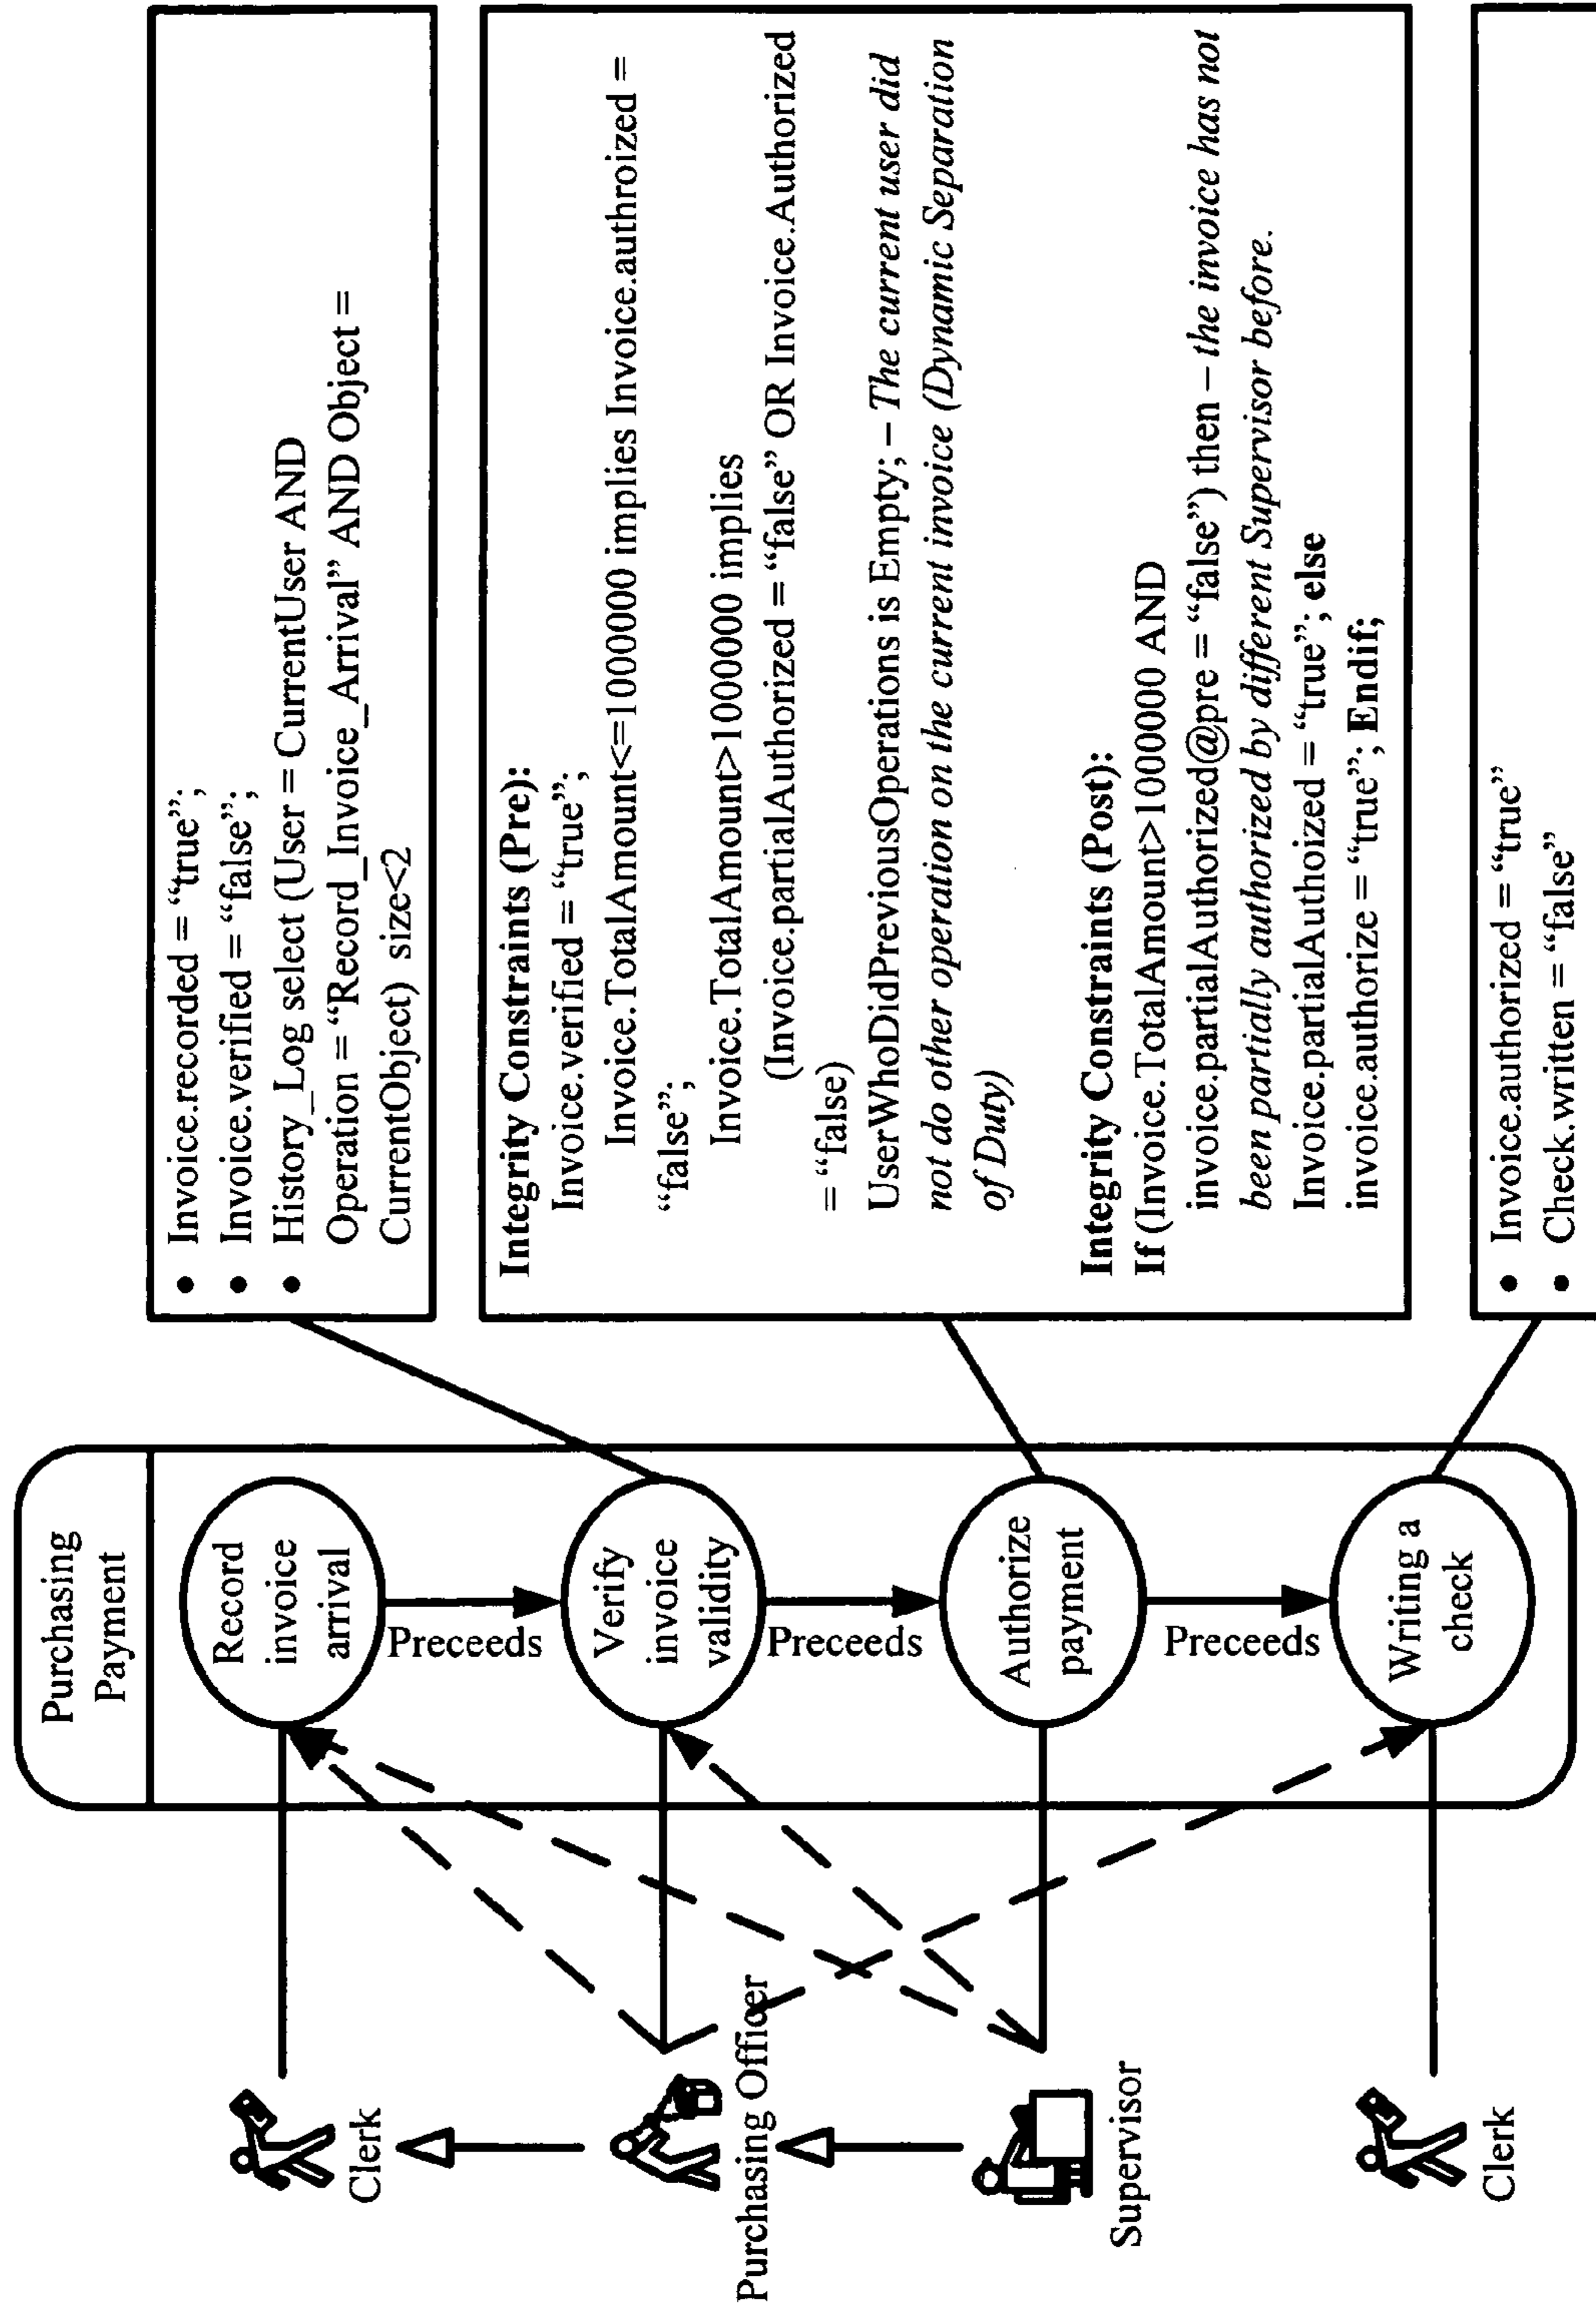 Purchasing
Payment
Record
invoice
arrival
Preceeds
Verify
invoice
validity
Preceeds
Authorize
payment
Preceeds
Writing a
check
Clerk
Purchasing Officer
Supervisor
Clerk
• Invoice.recorded = “true”;
• Invoice.verified = “false”;
• History_Log select (User = CurrentUser AND
Operation = “Record_Invoice_Arrival” AND Object =
CurrentObject) size<2
Integrity Constraints (Pre):
Invoice.verified = “true”;
Invoice.TotalAmount<=100000 implies Invoice.authroized =
“false”;
Invoice.TotalAmount>100000 implies
(Invoice.partialAuthorized = “false” OR Invoice.Authorized
= “false)
UserWhoDidPreviousOperations is Empty; – The current user did
not do other operation on the current invoice (Dynamic Separation
of Duty)
Integrity Constraints (Post):
If (Invoice.TotalAmount>100000 AND
invoice.partialAuthorized@pre = “false”) then – the invoice has not
been partially authorized by different Supervisor before.
Invoice.partialAuthoized = “true”; else
invoice.authorize = “true”; Endif;
• Invoice.authorized = “true”
• Check.written = “false”